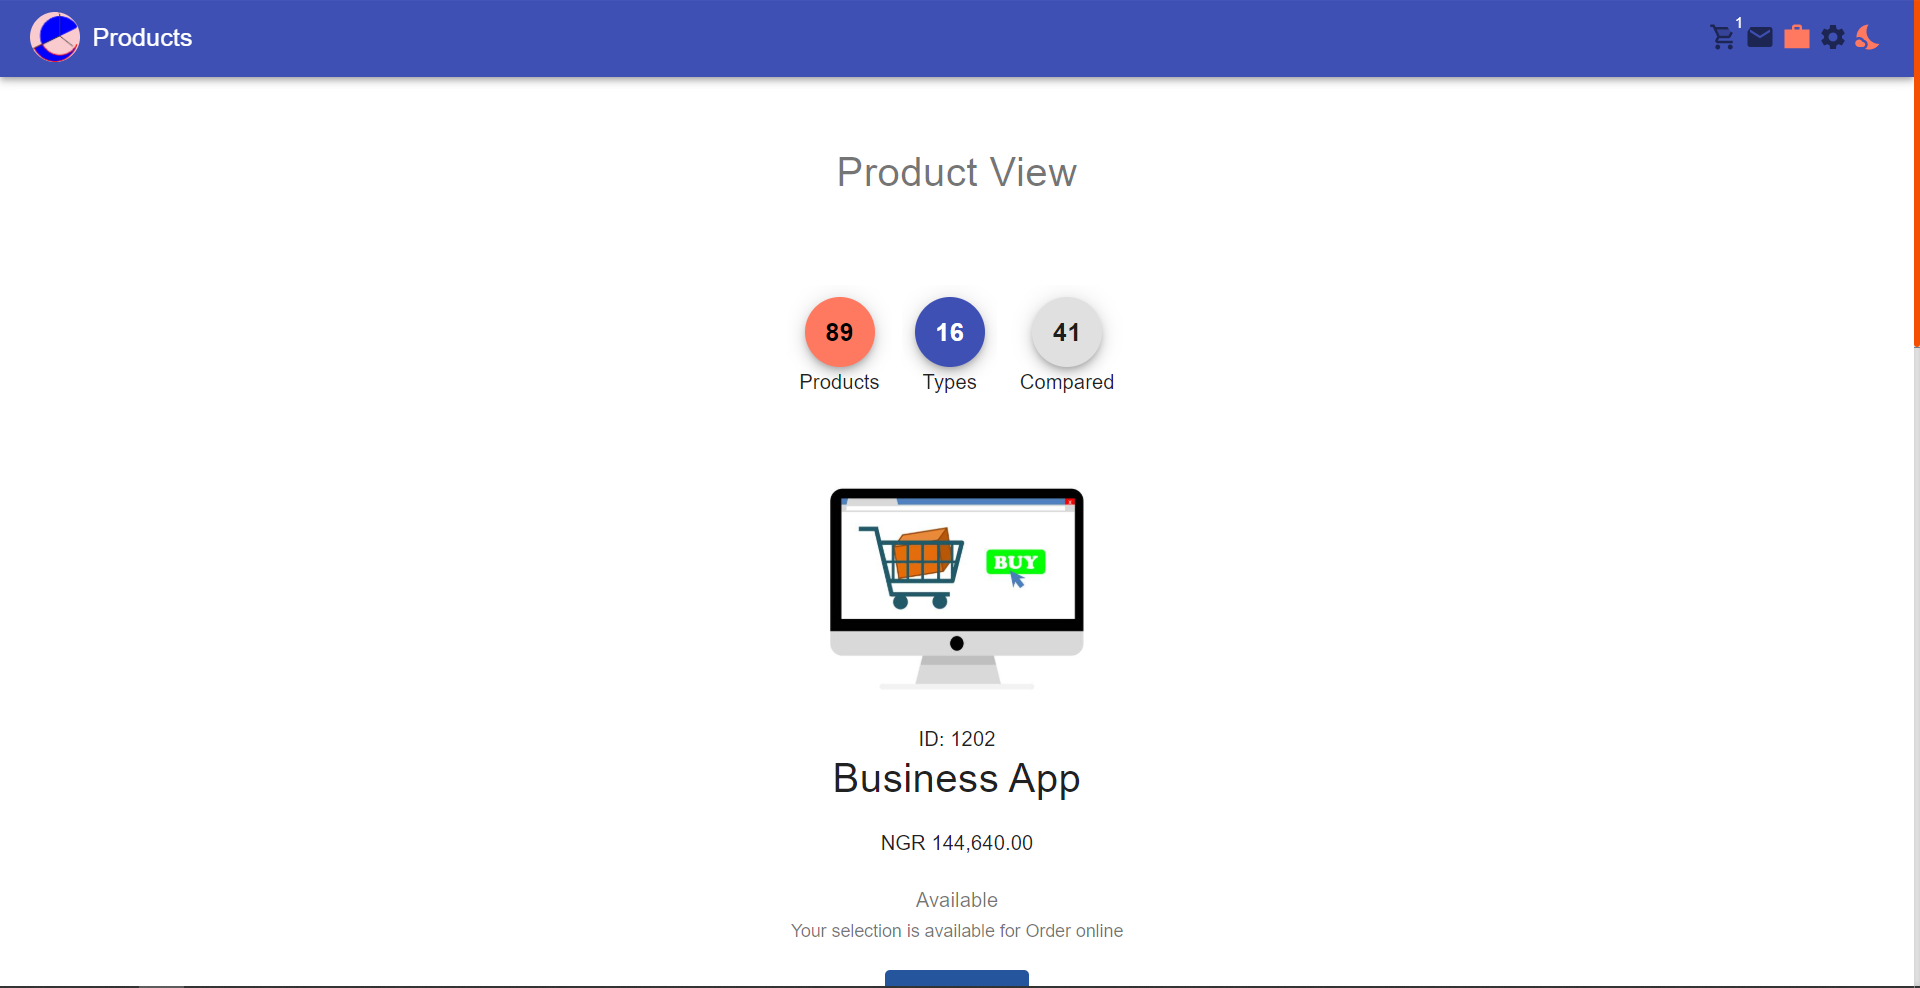 Products
1
Product View
89
16
41
Products
Types
Compared
BUY
ID: 1202
Business App
NGR 144,640.00
Available
Your selection is available for Order online